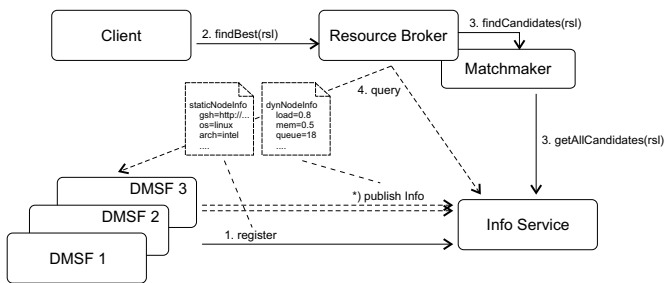 3. findCandidates(rsl)
Client
2. findBest(rsl)
Resource Broker
Matchmaker
4. query
staticNodeInfo
gsh=http://...
os=linux
arch=intel
....
dynNodeInfo
load=0.8
mem=0.5
queue=18
....
3. getAllCandidates(rsl)
DMSF 3
*) publish Info
DMSF 2
Info Service
1. register
DMSF 1